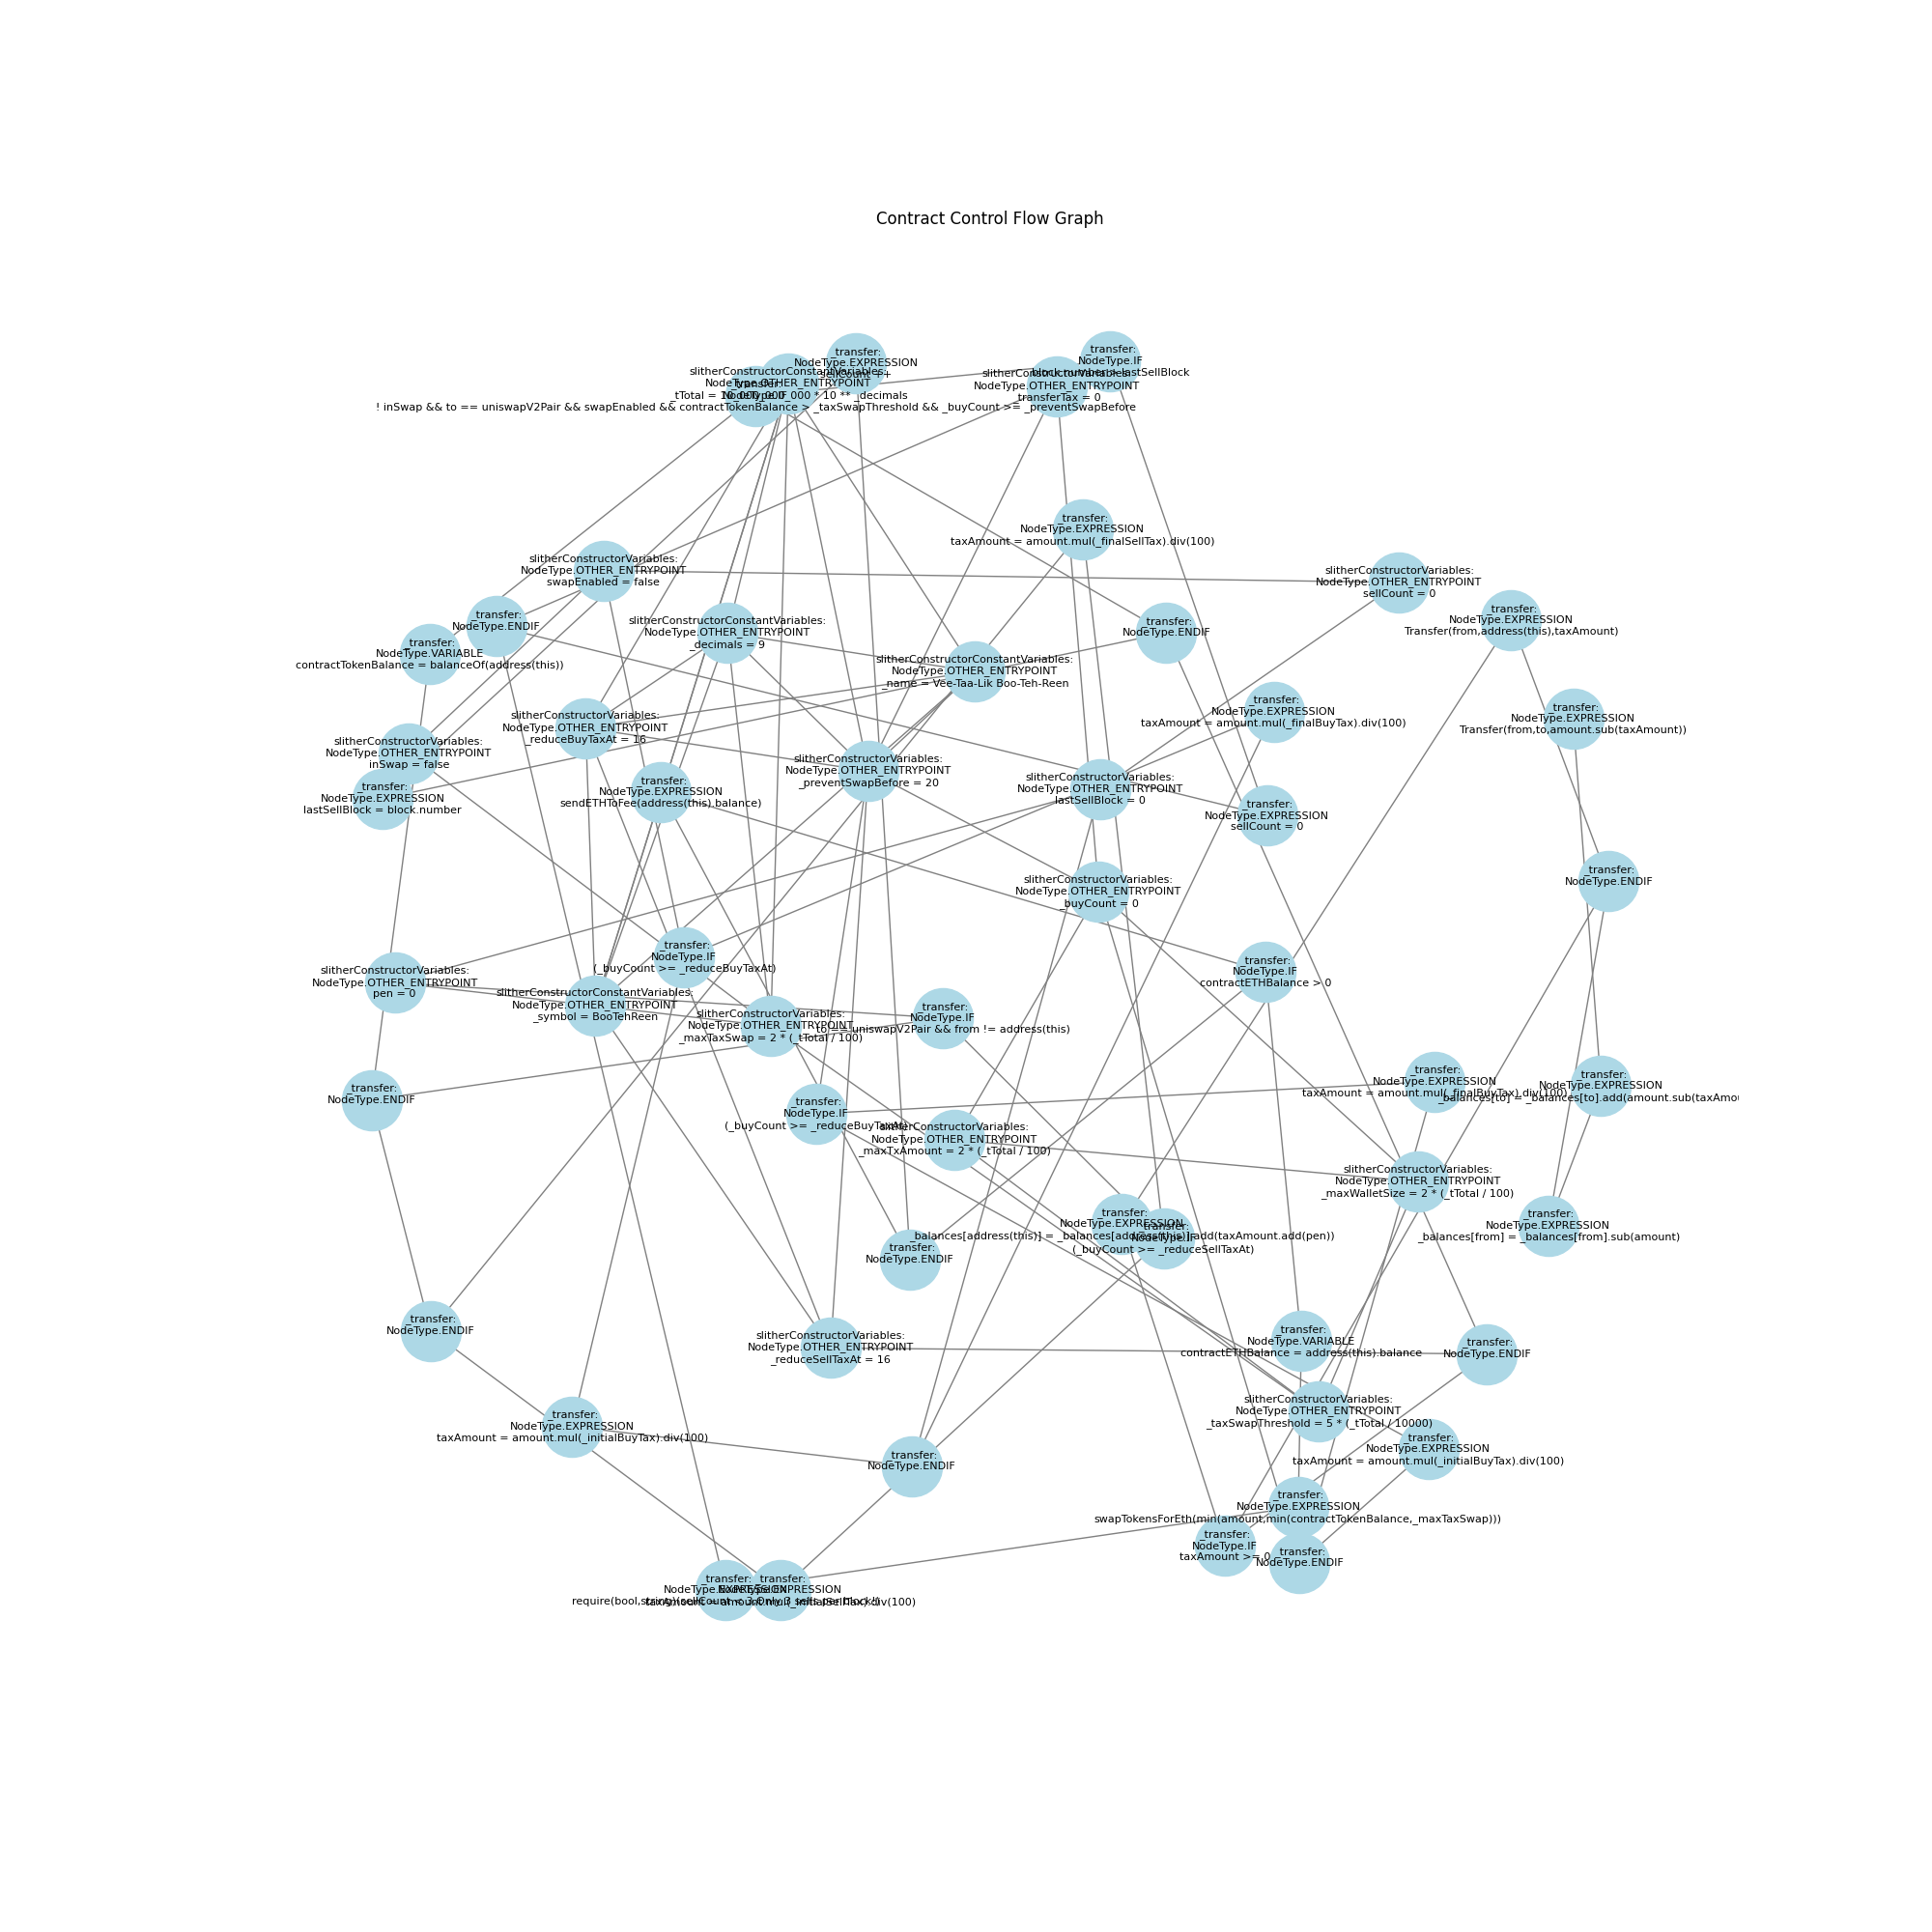 Contract Control Flow Graph
_transfer:
NodeType.EXPRESSION
sellCount ++
_transfer:
NodeType.IF
block.number > lastSellBlock
slitherConstructorConstantVariables:
NodeType.OTHER_ENTRYPOINT
_tTotal = 10_000_000_000 * 10 ** _decimals
_transfer:
NodeType.IF
! inSwap && to == uniswapV2Pair && swapEnabled && contractTokenBalance > _taxSwapThreshold && _buyCount >= _preventSwapBefore
slitherConstructorVariables:
NodeType.OTHER_ENTRYPOINT
_transferTax = 0
_transfer:
NodeType.EXPRESSION
taxAmount = amount.mul(_finalSellTax).div(100)
slitherConstructorVariables:
NodeType.OTHER_ENTRYPOINT
swapEnabled = false
slitherConstructorVariables:
NodeType.OTHER_ENTRYPOINT
sellCount = 0
_transfer:
NodeType.ENDIF
_transfer:
NodeType.EXPRESSION
Transfer(from,address(this),taxAmount)
slitherConstructorConstantVariables:
NodeType.OTHER_ENTRYPOINT
_decimals = 9
_transfer:
NodeType.ENDIF
_transfer:
NodeType.VARIABLE
contractTokenBalance = balanceOf(address(this))
slitherConstructorConstantVariables:
NodeType.OTHER_ENTRYPOINT
_name = Vee-Taa-Lik Boo-Teh-Reen
_transfer:
NodeType.EXPRESSION
taxAmount = amount.mul(_finalBuyTax).div(100)
_transfer:
NodeType.EXPRESSION
Transfer(from,to,amount.sub(taxAmount))
slitherConstructorVariables:
NodeType.OTHER_ENTRYPOINT
_reduceBuyTaxAt = 16
slitherConstructorVariables:
NodeType.OTHER_ENTRYPOINT
inSwap = false
slitherConstructorVariables:
NodeType.OTHER_ENTRYPOINT
_preventSwapBefore = 20
_transfer:
NodeType.EXPRESSION
lastSellBlock = block.number
_transfer:
NodeType.EXPRESSION
sendETHToFee(address(this).balance)
slitherConstructorVariables:
NodeType.OTHER_ENTRYPOINT
lastSellBlock = 0
_transfer:
NodeType.EXPRESSION
sellCount = 0
_transfer:
NodeType.ENDIF
slitherConstructorVariables:
NodeType.OTHER_ENTRYPOINT
_buyCount = 0
_transfer:
NodeType.IF
(_buyCount >= _reduceBuyTaxAt)
_transfer:
NodeType.IF
contractETHBalance > 0
slitherConstructorVariables:
NodeType.OTHER_ENTRYPOINT
pen = 0
slitherConstructorConstantVariables:
NodeType.OTHER_ENTRYPOINT
_symbol = BooTehReen
slitherConstructorVariables:
NodeType.OTHER_ENTRYPOINT
_maxTaxSwap = 2 * (_tTotal / 100)
_transfer:
NodeType.IF
to == uniswapV2Pair && from != address(this)
_transfer:
NodeType.ENDIF
_transfer:
NodeType.EXPRESSION
taxAmount = amount.mul(_finalBuyTax).div(100)
_transfer:
NodeType.EXPRESSION
_balances[to] = _balances[to].add(amount.sub(taxAmou
_transfer:
NodeType.IF
(_buyCount >= _reduceBuyTaxAt)
slitherConstructorVariables:
NodeType.OTHER_ENTRYPOINT
_maxTxAmount = 2 * (_tTotal / 100)
slitherConstructorVariables:
NodeType.OTHER_ENTRYPOINT
_maxWalletSize = 2 * (_tTotal / 100)
_transfer:
NodeType.EXPRESSION
_balances[address(this)] = _balances[address(this)].add(taxAmount.add(pen))
_transfer:
NodeType.IF
(_buyCount >= _reduceSellTaxAt)
_transfer:
NodeType.EXPRESSION
_balances[from] = _balances[from].sub(amount)
_transfer:
NodeType.ENDIF
_transfer:
NodeType.ENDIF
slitherConstructorVariables:
NodeType.OTHER_ENTRYPOINT
_reduceSellTaxAt = 16
_transfer:
NodeType.VARIABLE
contractETHBalance = address(this).balance
_transfer:
NodeType.ENDIF
slitherConstructorVariables:
NodeType.OTHER_ENTRYPOINT
_taxSwapThreshold = 5 * (_tTotal / 10000)
_transfer:
NodeType.EXPRESSION
taxAmount = amount.mul(_initialBuyTax).div(100)
_transfer:
NodeType.EXPRESSION
taxAmount = amount.mul(_initialBuyTax).div(100)
_transfer:
NodeType.ENDIF
_transfer:
NodeType.EXPRESSION
swapTokensForEth(min(amount,min(contractTokenBalance,_maxTaxSwap)))
_transfer:
NodeType.IF
taxAmount >= 0
_transfer:
NodeType.ENDIF
_transfer:
NodeType.EXPRESSION
require(bool,string)(sellCount < 3,Only 3 sells per block!)
_transfer:
NodeType.EXPRESSION
taxAmount = amount.mul(_initialSellTax).div(100)